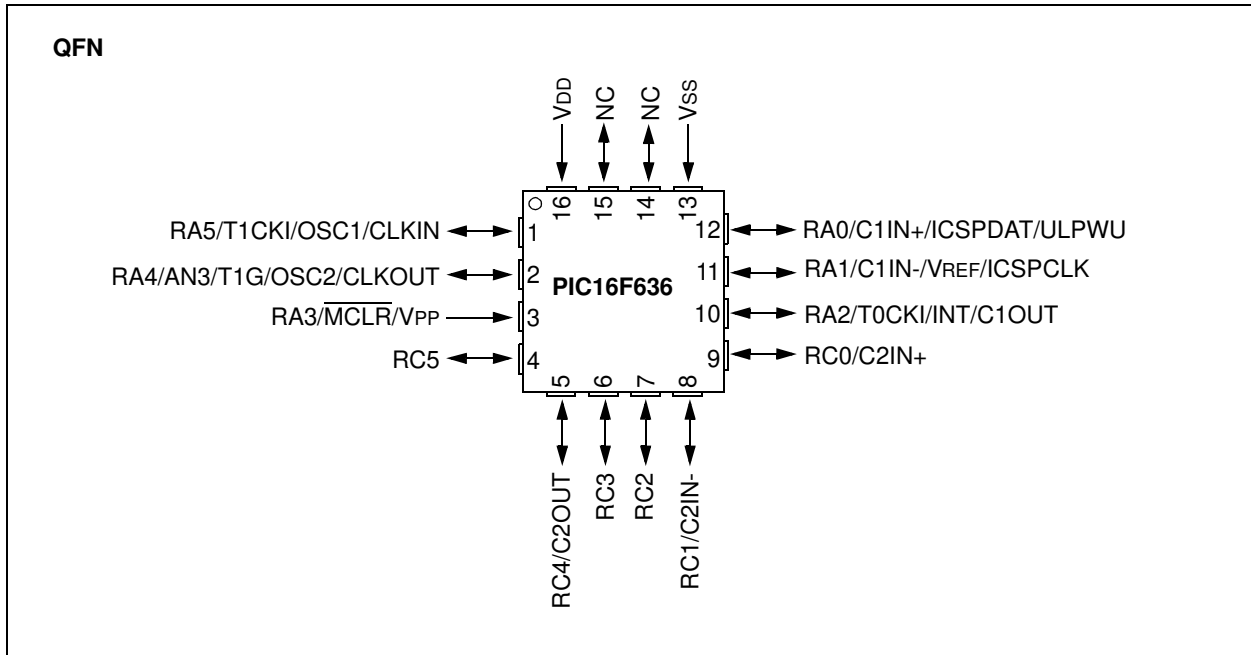 QFN
VDD
NC
NC
VSS
16
15
14
13
RA5/T1CKI/OSC1/CLKIN
1
12
RA0/C1IN+/ICSPDAT/ULPWU
RA4/AN3/T1G/OSC2/CLKOUT
2
PIC16F636
11
RA1/C1IN-/VREF/ICSPCLK
RA3/MCLR/VPP
3
10
RA2/T0CKI/INT/C1OUT
RC5
4
9
RC0/C2IN+
5
6
7
8
RC4/C2OUT
RC3
RC2
RC1/C2IN-